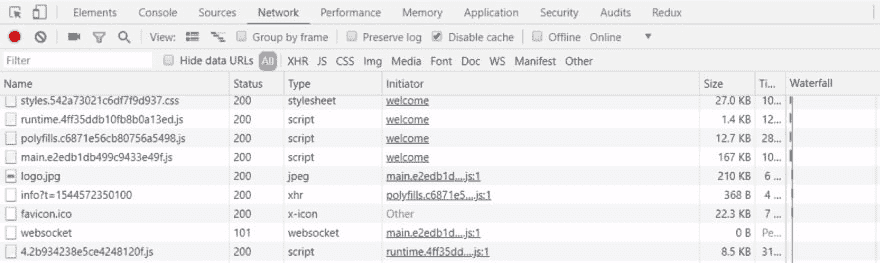 Elements Console Sources Network Performance Memory Application Security Audits Redux
View: Group by frame Preserve log Disable cache Offline Online
Filter Hide data URLs All XHR JS CSS Img Media Font Doc WS Manifest Other
Name Status Type Initiator Size Ti... Waterfall
styles.542a73021c6df7f9d937.css 200 stylesheet welcome 27.0 KB 10...
runtime.4ff35ddb10fb8b0a13ed.js 200 script welcome 1.4 KB 12...
polyfills.c6871e56cb80756a5498.js 200 script welcome 12.7 KB 28...
main.e2edb1db499c9433e49f.js 200 script welcome 167 KB 10...
logo.jpg 200 jpeg main.e2edb1d....js:1 210 KB 6 ...
info?t=1544572350100 200 xhr polyfills.c6871e5....js:1 368 B 4 ...
favicon.ico 200 x-icon Other 22.3 KB 7 ...
websocket 101 websocket main.e2edb1d....js:1 0 B Pe...
4.2b934238e5ce4248120f.js 200 script runtime.4ff35dd....js:1 8.5 KB 31...